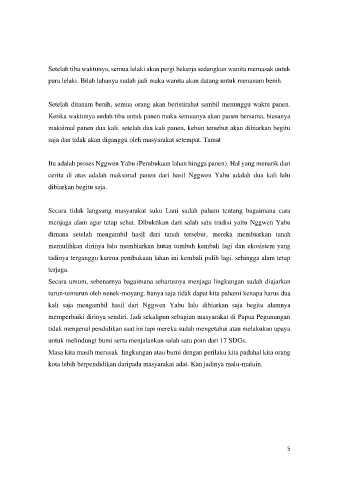 Setelah tiba waktunya, semua lelaki akan pergi bekerja sedangkan wanita memasak untuk
para lelaki. Bilah lahanya sudah jadi maka wanita akan datang untuk menanam benih.
Setelah ditanam benih, semua orang akan beristirahat sambil menunggu waktu panen.
Ketika waktunya sudah tiba untuk panen maka semuanya akan panen bersama, biasanya
maksimal panen dua kali. setelah dua kali panen, kebun tersebut akan dibiarkan begitu
saja dan tidak akan diganggu oleh masyarakat setempat. Tamat
Itu adalah proses Nggwen Yabu (Pembukaan lahan hingga panen). Hal yang menarik dari
cerita di atas adalah maksimal panen dari hasil Nggwen Yabu adalah dua kali lalu
dibiarkan begitu saja.
Secara tidak langsung masyarakat suku Lani sudah paham tentang bagaimana cara
menjaga alam agar tetap sehat. Dibuktikan dari salah satu tradisi yaitu Nggwen Yabu
dimana setelah mengambil hasil dari tanah tersebut, mereka membiarkan tanah
memulihkan dirinya lalu membiarkan hutan tumbuh kembali lagi dan ekosistem yang
tadinya terganggu karena pembukaan lahan ini kembali pulih lagi. sehingga alam tetap
terjaga.
Secara umum, sebenarnya bagaimana seharusnya menjaga lingkungan sudah diajarkan
turun-temurun oleh nenek-moyang, hanya saja tidak dapat kita pahami kenapa harus dua
kali saja mengambil hasil dari Nggwen Yabu lalu dibiarkan saja begitu alamnya
memperbaiki dirinya sendiri. Jadi sekalipun sebagian masyarakat di Papua Pegunungan
tidak mengenal pendidikan saat ini tapi mereka sudah mengetahui atau melakukan upaya
untuk melindungi bumi serta menjalankan salah satu poin dari 17 SDGs.
Masa kita masih merusak lingkungan atau bumi dengan perilaku kita padahal kita orang
kota lebih berpendidikan daripada masyarakat adat. Kan jadinya malu-maluin.
5